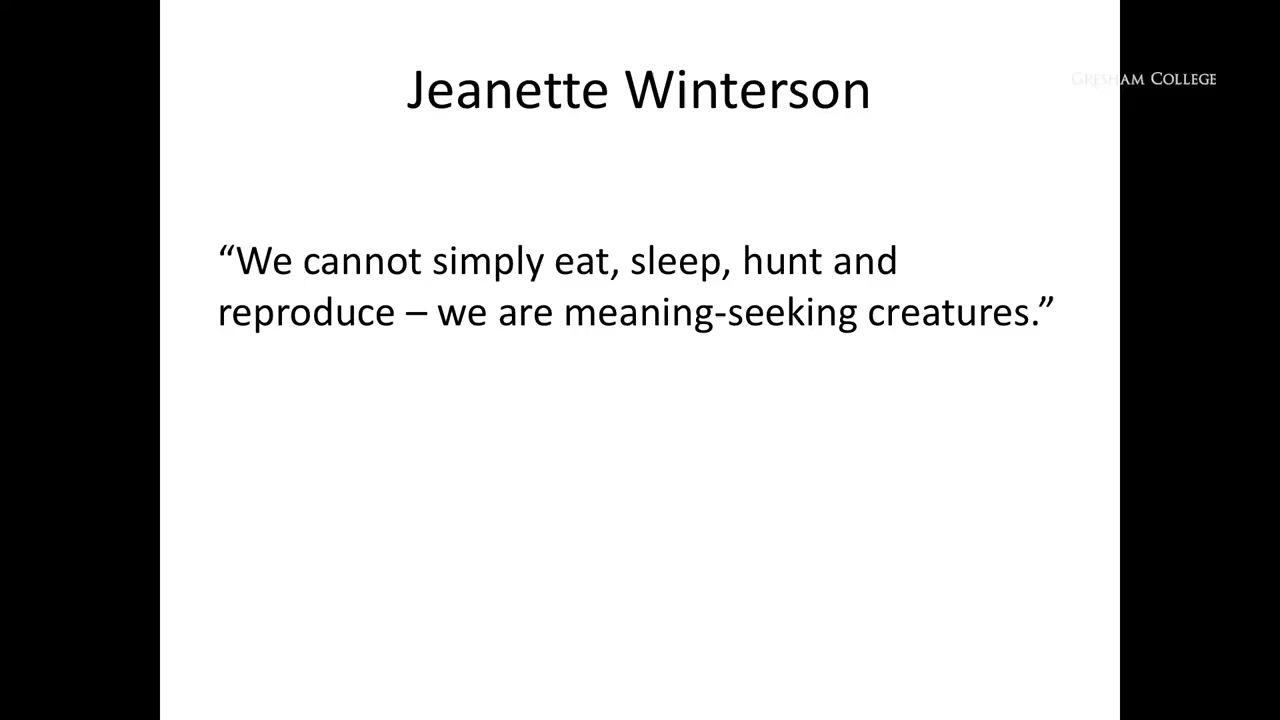 Jeanette Winterson
GRESHAM COLLEGE
“We cannot simply eat, sleep, hunt and
reproduce – we are meaning-seeking creatures.”